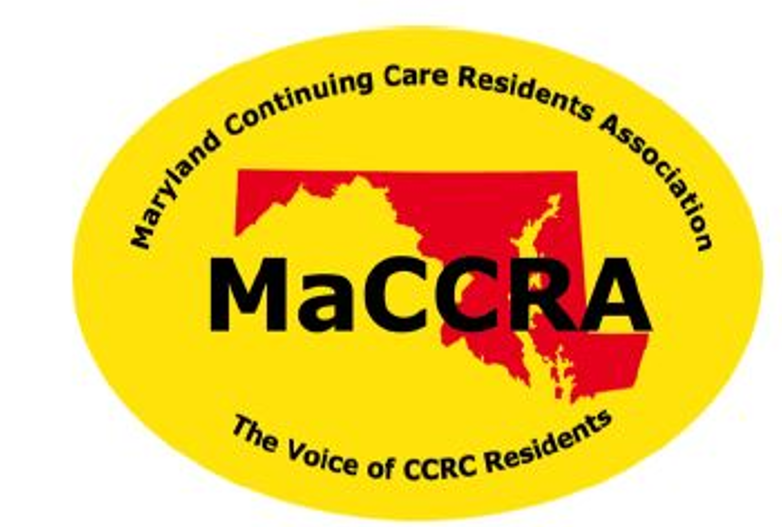 Maryland Continuing Care Residents Association
MaCCRA
The Voice of CCRC Residents